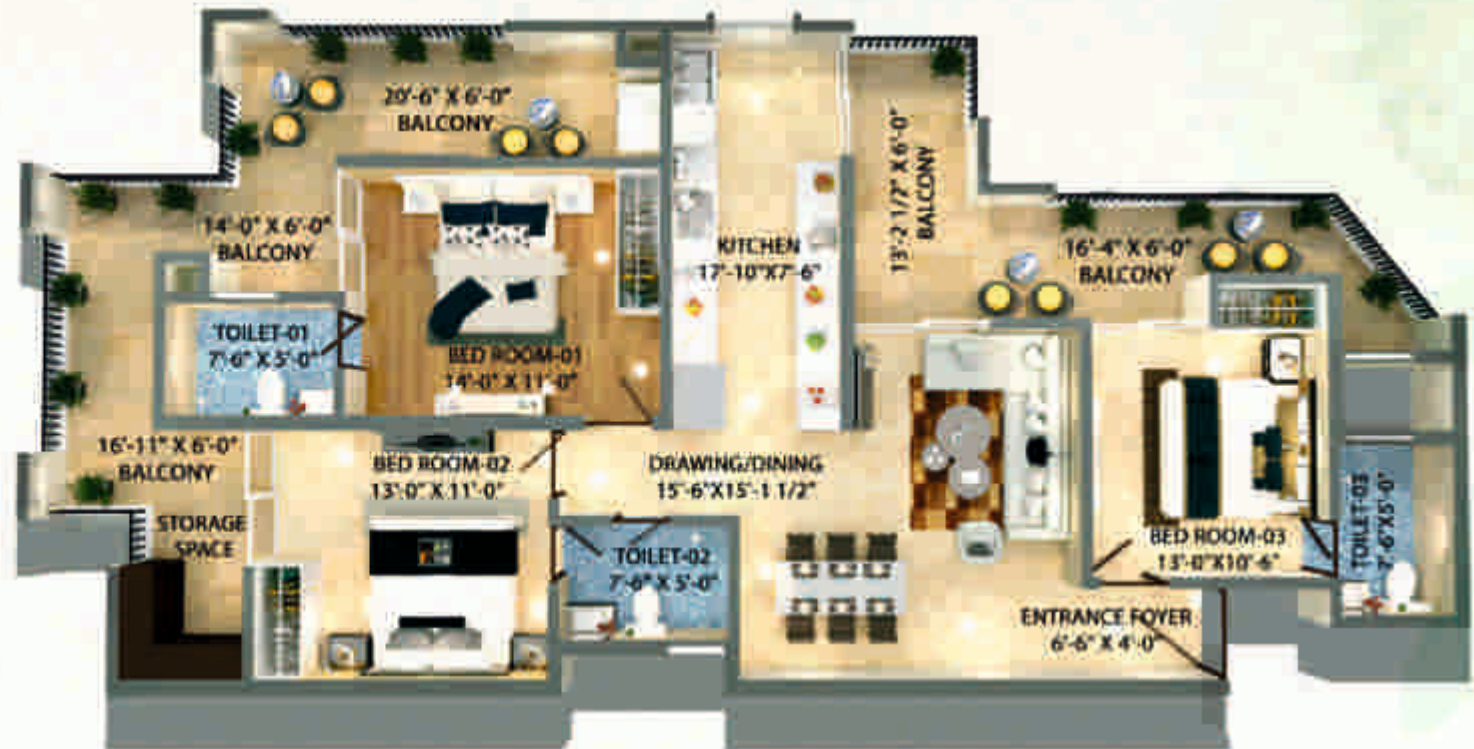 20'-6" X 6'-0"
BALCONY
13'-2 1/2" X 6'-0"
BALCONY
14'-0" X 6'-0"
BALCONY
KITCHEN
17'-10"X7'-6"
16'-4" X 6'-0"
BALCONY
TOILET-01
7'-6" X 5'-0"
BED ROOM-01
14'-0" X 11'-0"
16'-11" X 6'-0"
BALCONY
BED ROOM-02
13'-0" X 11'-0"
DRAWING/DINING
15'-6"X15'-1 1/2"
STORAGE
SPACE
TOILET-02
7'-6" X 5'-0"
BED ROOM-03
13'-0"X10'-6"
TOILET-03
7'-6"X5'-0"
ENTRANCE FOYER
6'-6" X 4'-0"